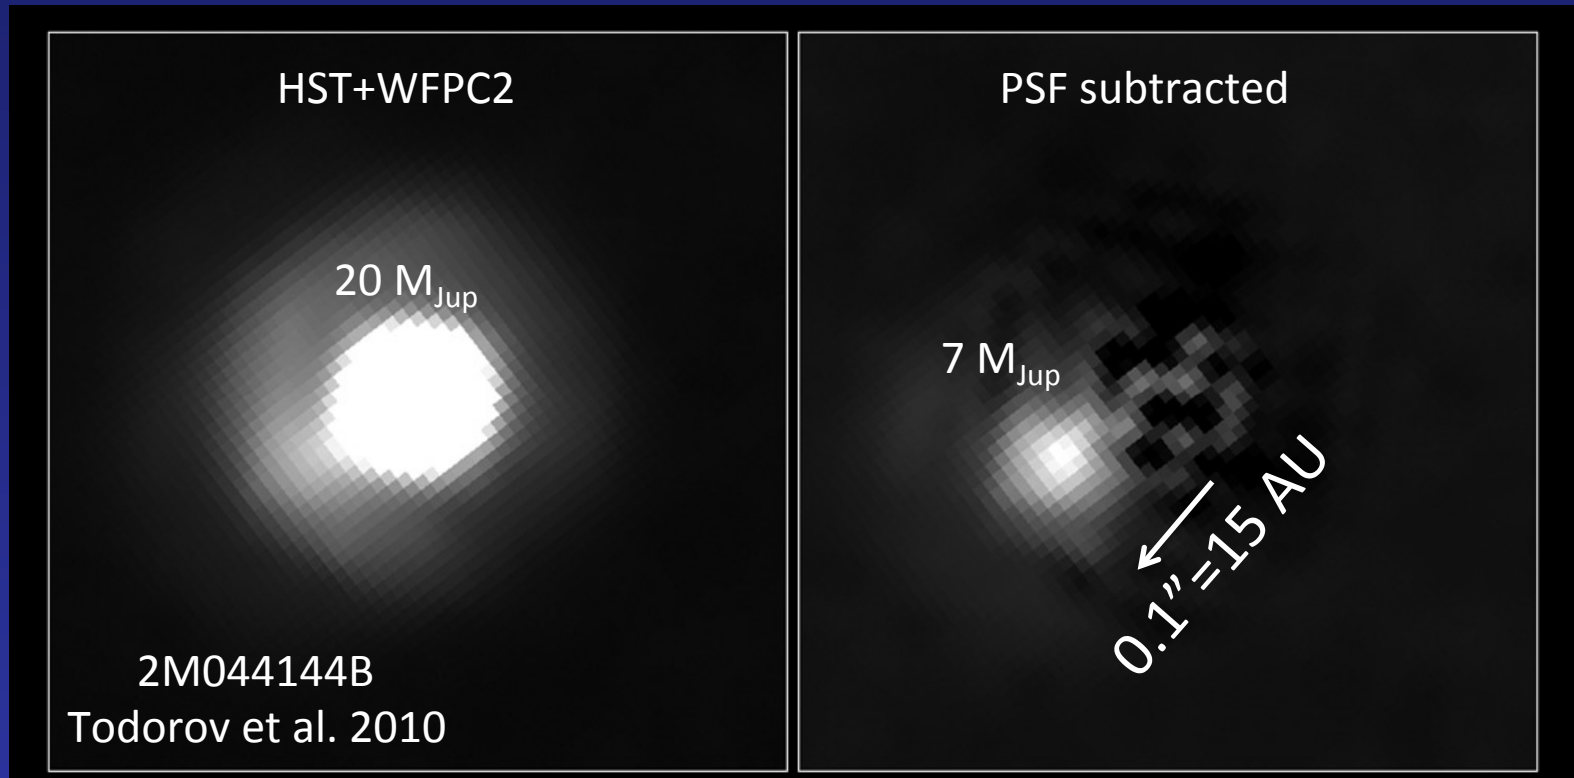 HST+WFPC2
20 MJup
2M044144B
Todorov et al. 2010
PSF subtracted
7 MJup
0.1”=15 AU